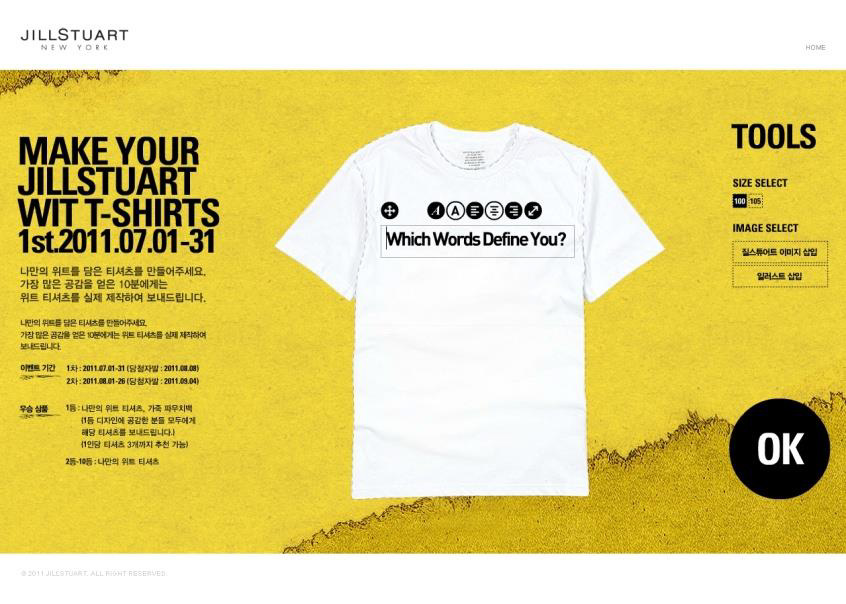 JILLSTUART
NEW YORK
HOME
MAKE YOUR
JILLSTUART
WIT T-SHIRTS
1st.2011.07.01-31
나만의 위트를 담은 티셔츠를 만들어주세요.
가장 많은 공감을 얻은 10분에게는
위트 티셔츠를 실제 제작하여 보내드립니다.
나만의 위트를 담은 티셔츠를 만들어주세요.
가장 많은 공감을 얻은 10분에게는 위트 티셔츠를 실제 제작하여
보내드립니다.
이벤트 기간
1차 : 2011.07.01-31 (당첨자발 : 2011.08.08)
2차 : 2011.08.01-26 (당첨자발 : 2011.09.04)
우승 상품
1등 : 나만의 위트 티셔츠, 가죽 파우치백
(1등 디자인에 공감한 분들 모두에게
해당 티셔츠를 보내드립니다.)
(1인당 티셔츠 3개까지 추천 가능)
2등-10등 : 나만의 위트 티셔츠
A A
Which Words Define You?
TOOLS
SIZE SELECT
100 105
IMAGE SELECT
질스튜어트 이미지 삽입
일러스트 삽입
OK
© 2011 JILLSTUART. ALL RIGHT RESERVED.